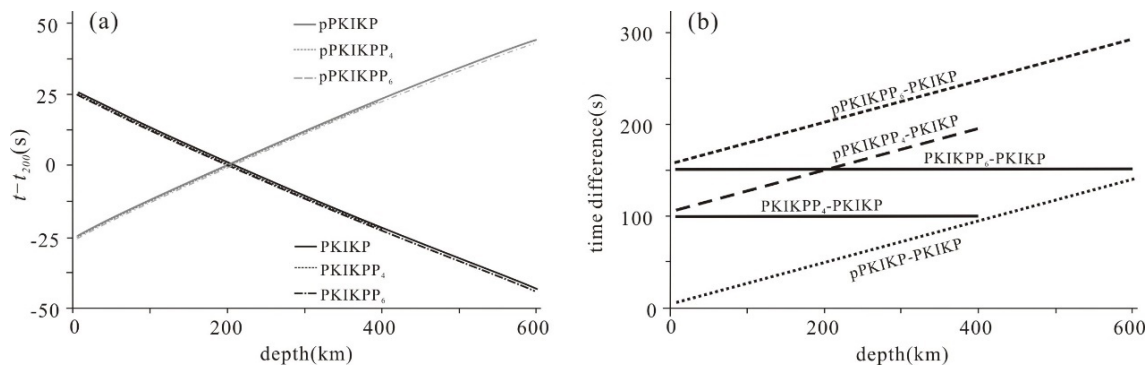 (a)
50
25
0
-25
-50
t−t200(s)
pPKIKP
pPKIKPP4
pPKIKPP6
PKIKP
PKIKPP4
PKIKPP6
0
200
400
600
depth(km)
(b)
300
200
100
0
time difference(s)
pPKIKPP6-PKIKP
pPKIKPP4-PKIKP
PKIKPP6-PKIKP
PKIKPP4-PKIKP
pPKIKP-PKIKP
0
200
400
600
depth(km)